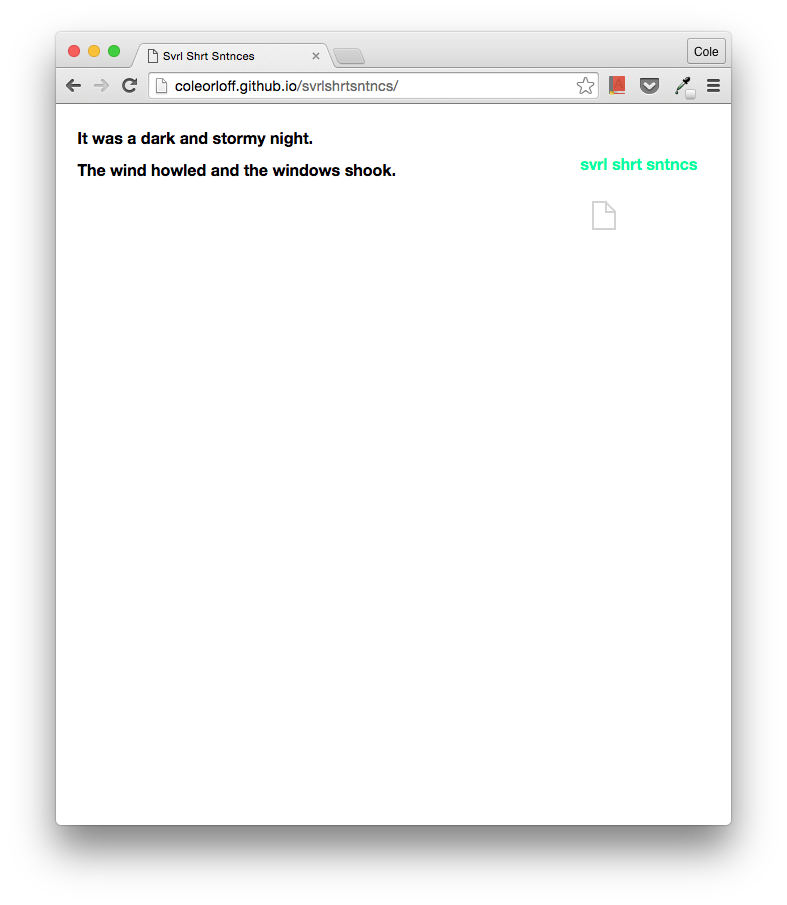 Svrl Shrt Sntnces
Cole
coleorloff.github.io/svrlshrtsntcs/
It was a dark and stormy night.
The wind howled and the windows shook.
svrl shrt sntncs